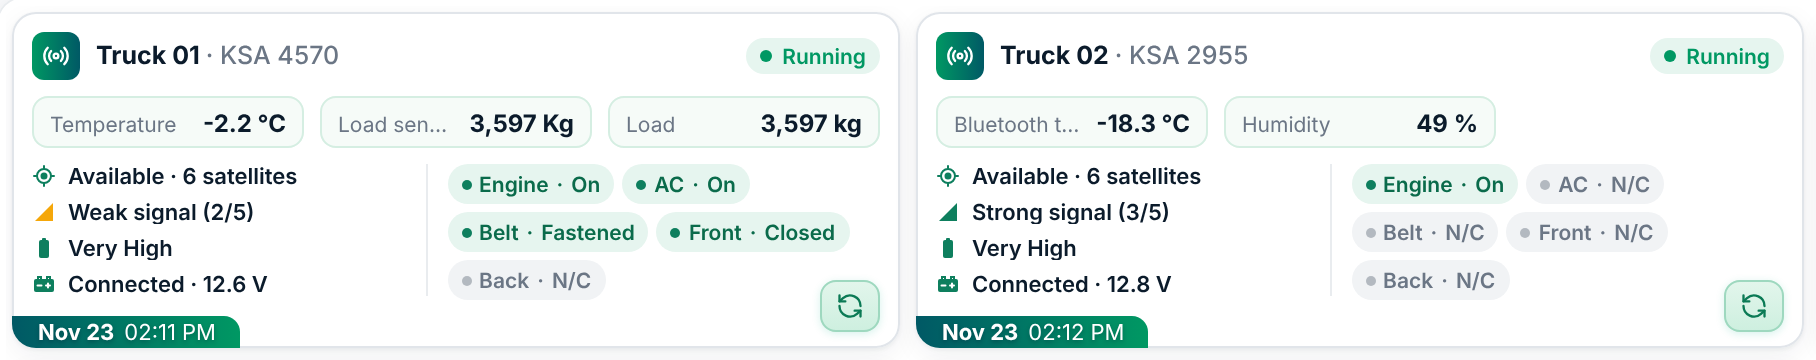 Truck 01 · KSA 4570
Running
Temperature -2.2 °C
Load sen... 3,597 Kg
Load 3,597 kg
Available · 6 satellites
Weak signal (2/5)
Very High
Connected · 12.6 V
Engine · On
AC · On
Belt · Fastened
Front · Closed
Back · N/C
Nov 23 02:11 PM
Truck 02 · KSA 2955
Running
Bluetooth t... -18.3 °C
Humidity 49 %
Available · 6 satellites
Strong signal (3/5)
Very High
Connected · 12.8 V
Engine · On
AC · N/C
Belt · N/C
Front · N/C
Back · N/C
Nov 23 02:12 PM